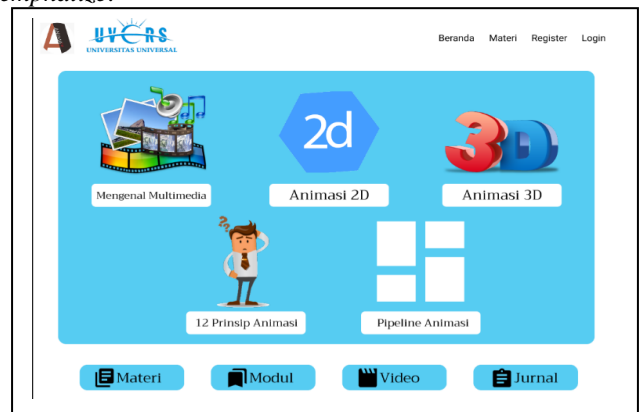 UVERS
UNIVERSITAS UNIVERSAL
Beranda Materi Register Login
2d
3D
Mengenal Multimedia
Animasi 2D
Animasi 3D
??
12 Prinsip Animasi
Pipeline Animasi
Materi
Modul
Video
Jurnal